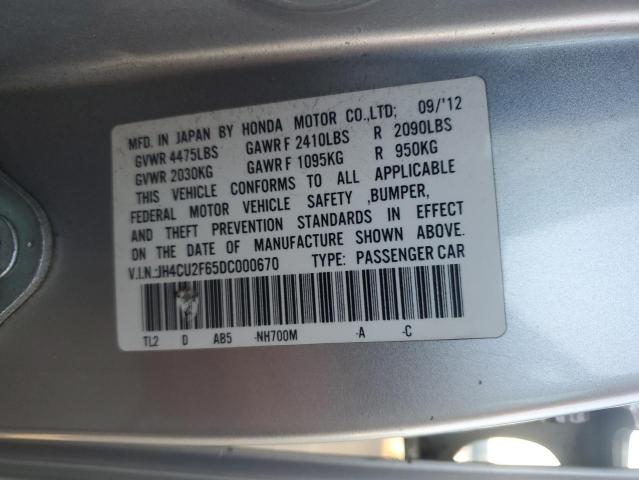 MFD. IN JAPAN BY HONDA MOTOR CO.,LTD; 09/'12
GVWR 4475LBS GAWR F 2410LBS R 2090LBS
GVWR 2030KG GAWR F 1095KG R 950KG
THIS VEHICLE CONFORMS TO ALL APPLICABLE
FEDERAL MOTOR VEHICLE SAFETY ,BUMPER,
AND THEFT PREVENTION STANDARDS IN EFFECT
ON THE DATE OF MANUFACTURE SHOWN ABOVE.
V.I.N.:JH4CU2F65DC000670 TYPE: PASSENGER CAR
TL2 D AB5 -NH700M -A -C